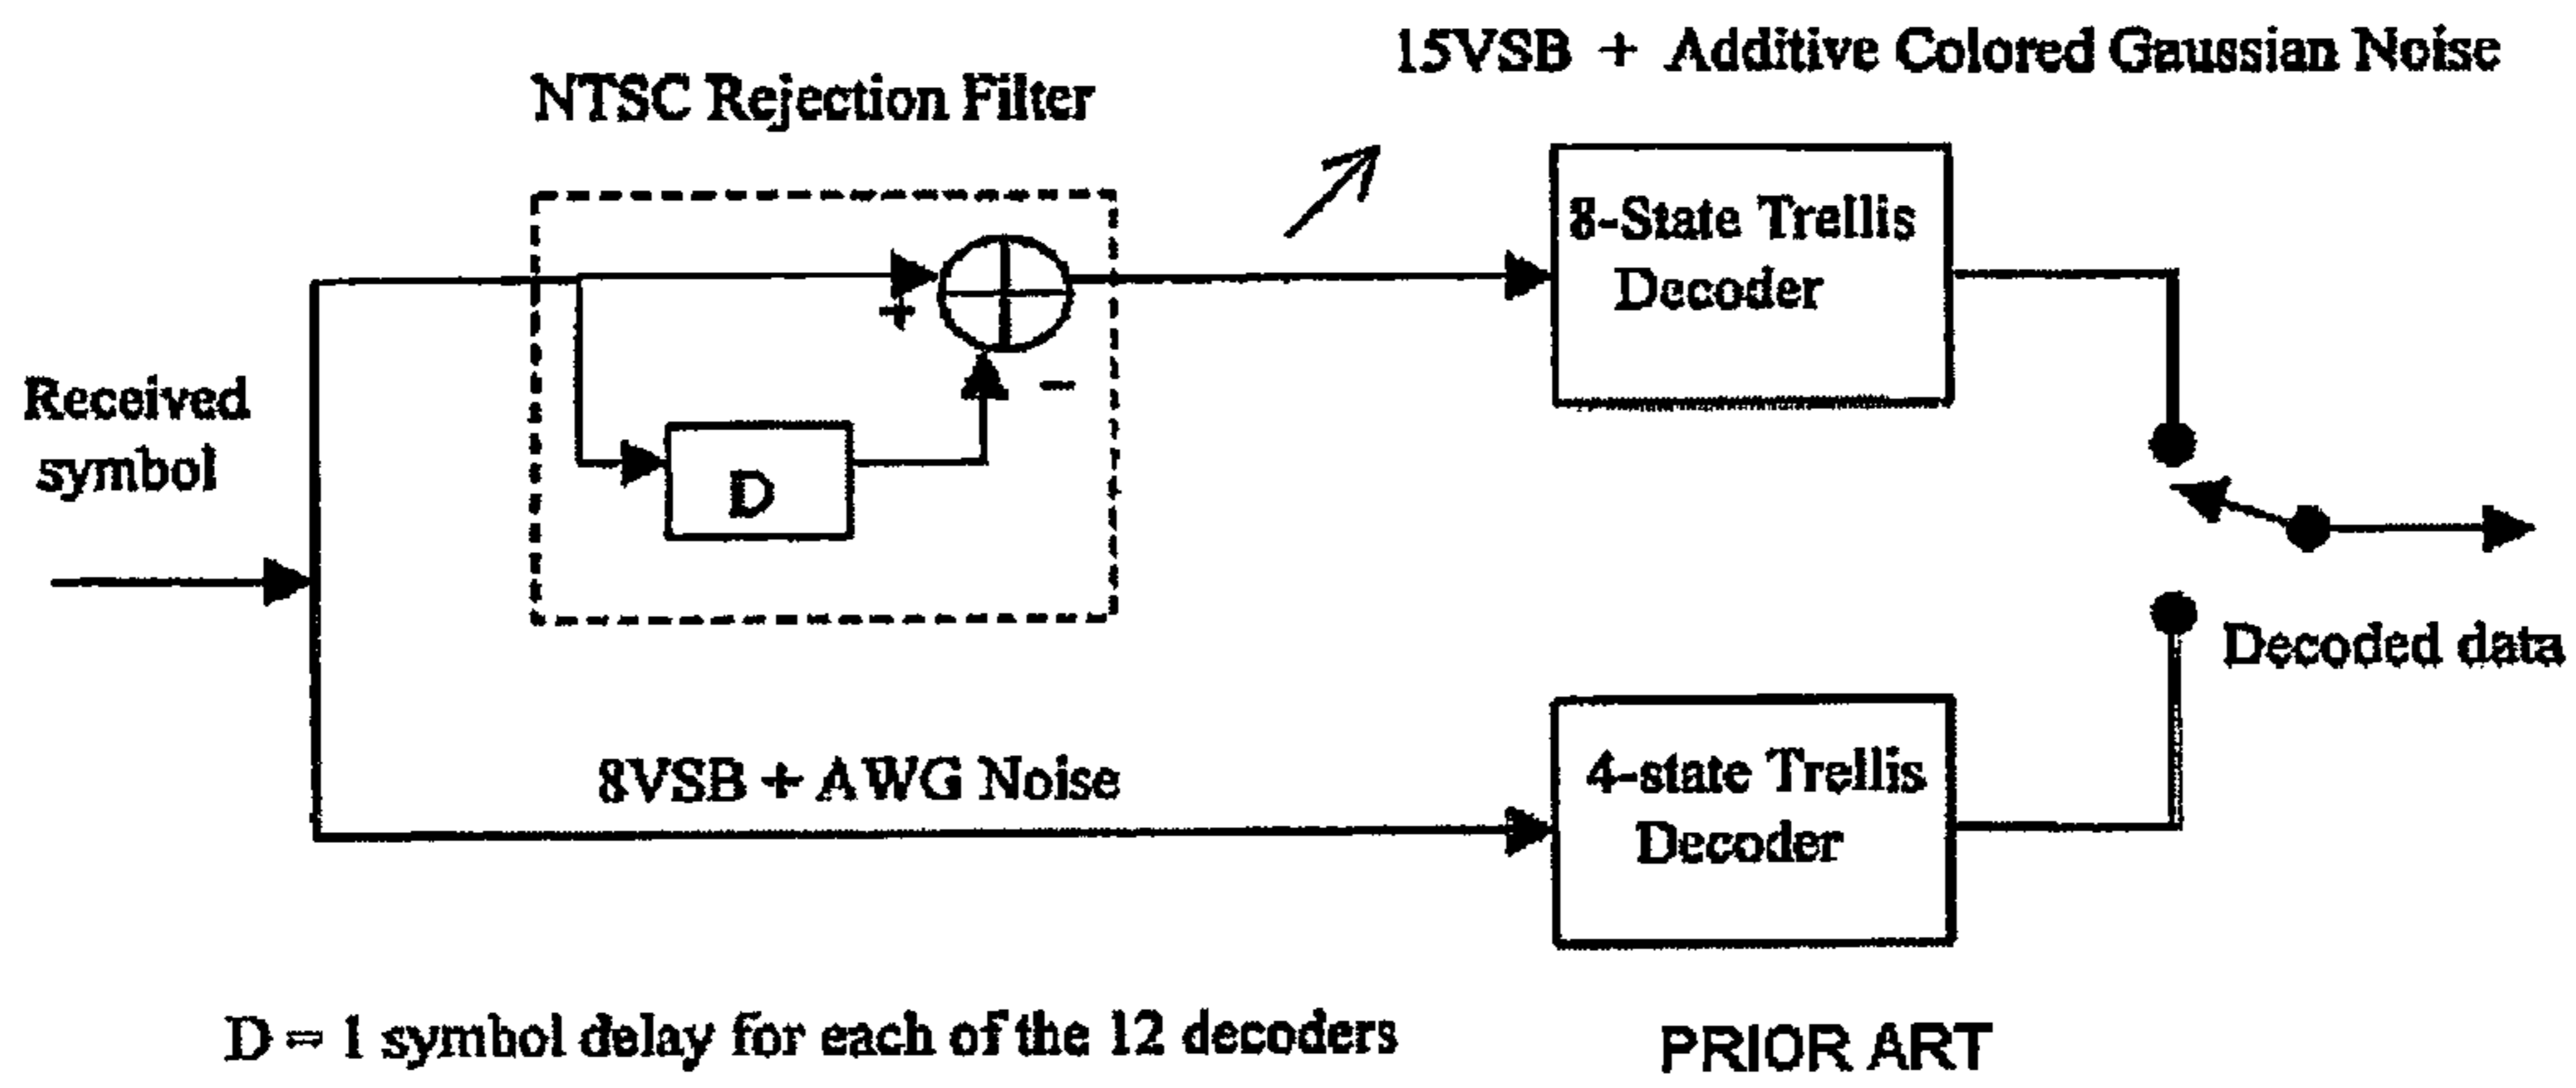 15VSB + Additive Colored Gaussian Noise
NTSC Rejection Filter
8-State Trellis
Decoder
+
−
Received
symbol
D
Decoded data
8VSB + AWG Noise
4-state Trellis
Decoder
D = 1 symbol delay for each of the 12 decoders
PRIOR ART